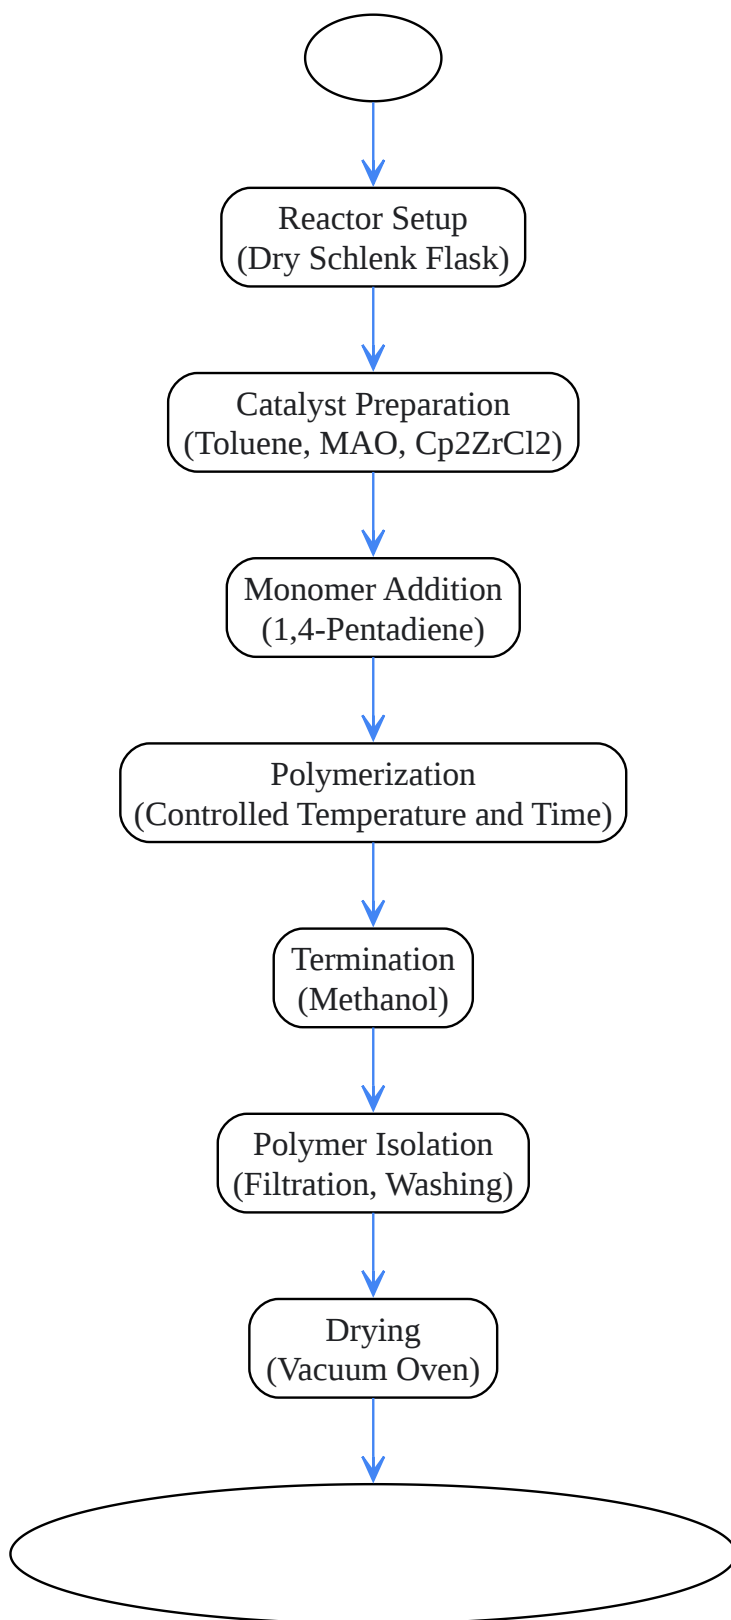 Reactor Setup
(Dry Schlenk Flask)
Catalyst Preparation
(Toluene, MAO, Cp2ZrCl2)
Monomer Addition
(1,4-Pentadiene)
Polymerization
(Controlled Temperature and Time)
Termination
(Methanol)
Polymer Isolation
(Filtration, Washing)
Drying
(Vacuum Oven)